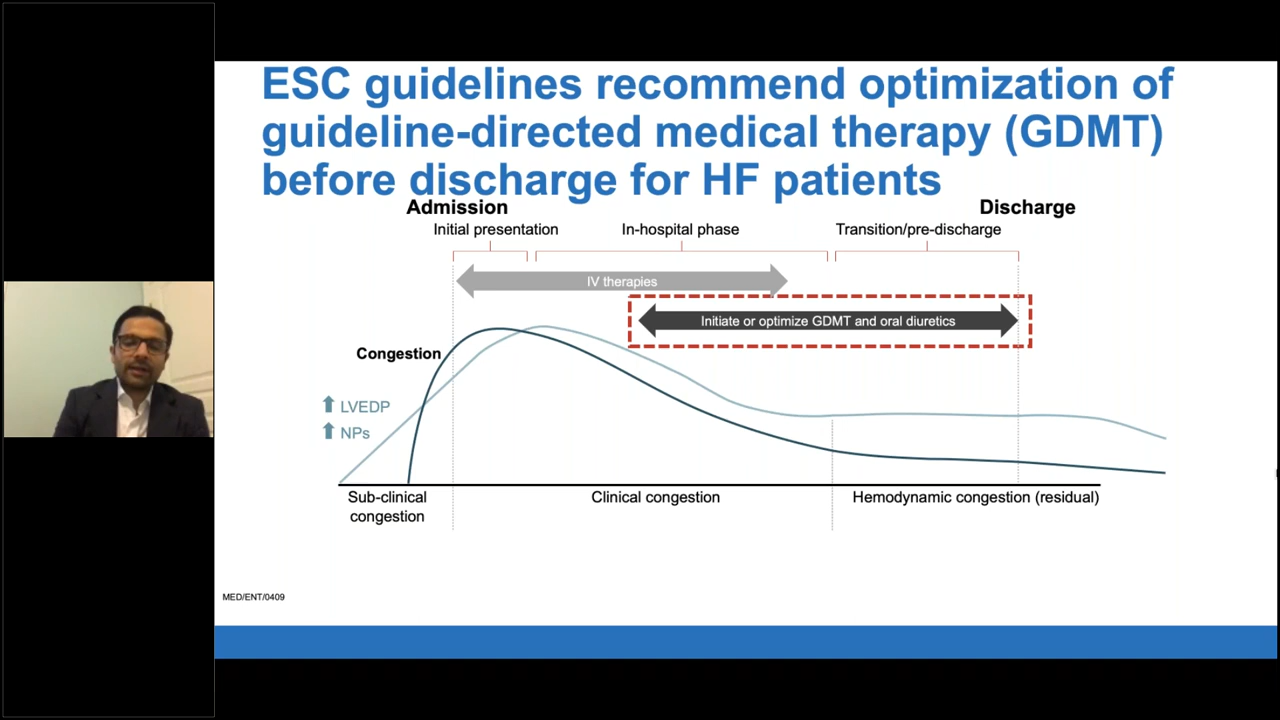 ESC guidelines recommend optimization of
guideline-directed medical therapy (GDMT)
before discharge for HF patients
Admission
Discharge
Initial presentation
In-hospital phase
Transition/pre-discharge
IV therapies
Initiate or optimize GDMT and oral diuretics
Congestion
LVEDP
NPs
Sub-clinical
congestion
Clinical congestion
Hemodynamic congestion (residual)
MED/ENT/0409